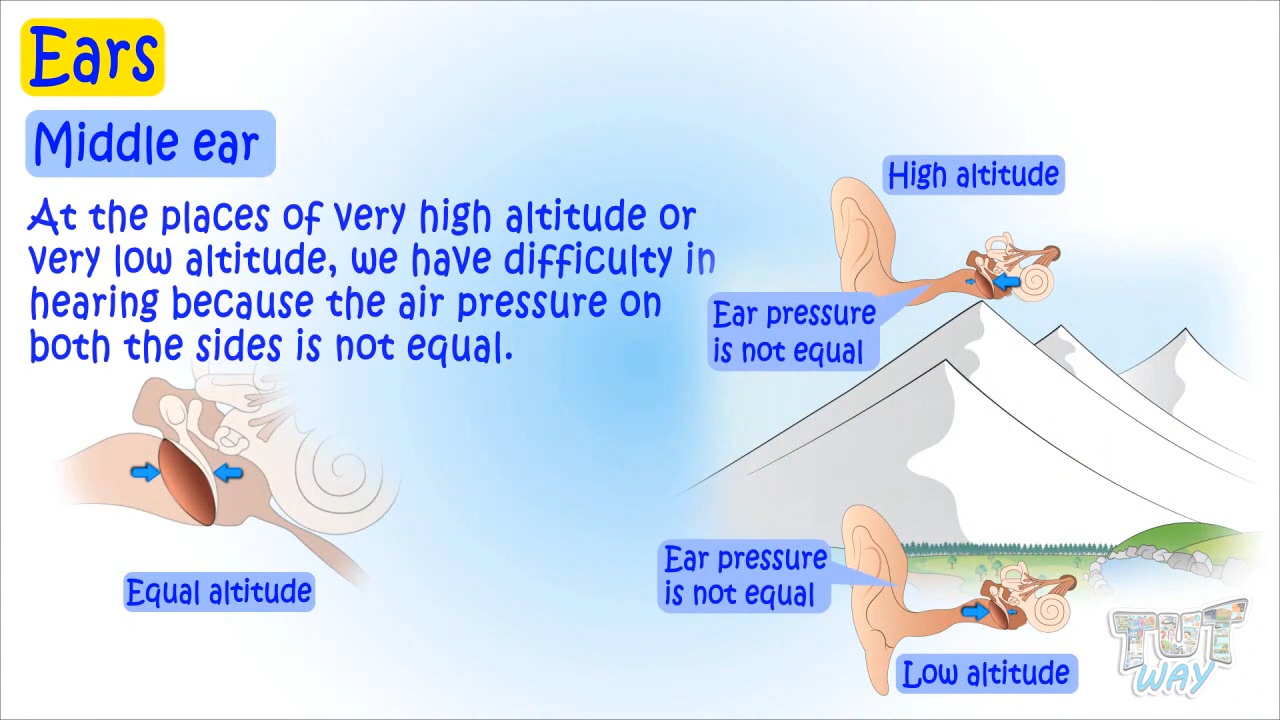 Ears
Middle ear
At the places of very high altitude or
very low altitude, we have difficulty in
hearing because the air pressure on
both the sides is not equal.
High altitude
Ear pressure
is not equal
Equal altitude
Ear pressure
is not equal
Low altitude
TUT
WAY